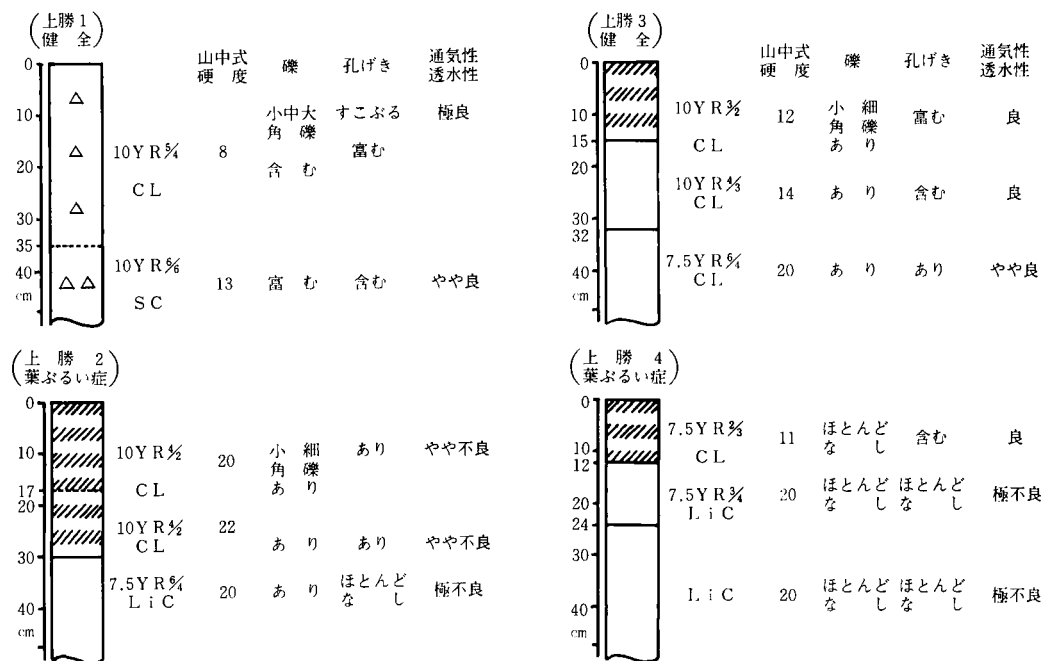 (上勝1 健全)
山中式硬度 礫 孔げき 通気性透水性
0
10
20
30
35
40
cm
10YR5/4 CL 8 小中大角礫含む すこぶる富む 極良
10YR6/6 SC 13 富む 含む やや良
(上勝3 健全)
山中式硬度 礫 孔げき 通気性透水性
0
10
15
20
30
32
40
cm
10YR3/2 CL 12 小細角礫あり 富む 良
10YR4/3 CL 14 あり 含む 良
7.5YR6/4 CL 20 あり あり やや良
(上勝2 葉ぶるい症)
0
10
17
20
30
40
cm
10YR4/2 CL 20 小細角礫あり あり やや不良
10YR4/2 CL 22 あり あり やや不良
7.5YR6/4 LiC 20 あり ほとんどなし 極不良
(上勝4 葉ぶるい症)
0
10
12
20
24
30
40
cm
7.5YR CL 11 ほとんどなし 含む 良
7.5YR3/4 LiC 20 ほとんどなし ほとんどなし 極不良
LiC 20 ほとんどなし ほとんどなし 極不良